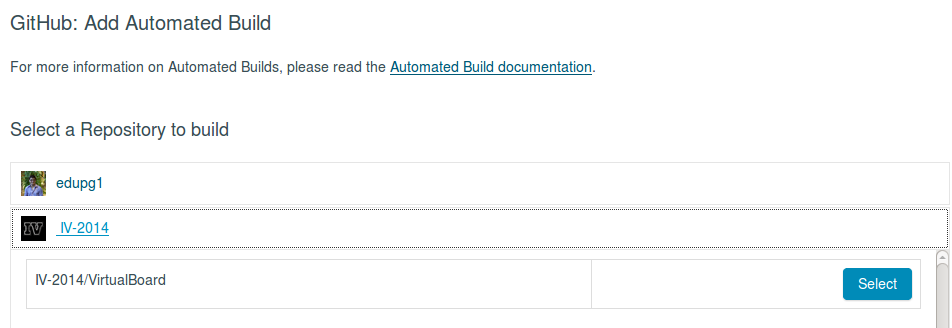 GitHub: Add Automated Build
For more information on Automated Builds, please read the Automated Build documentation.
Select a Repository to build
edupg1
IV IV-2014
IV-2014/VirtualBoard
Select